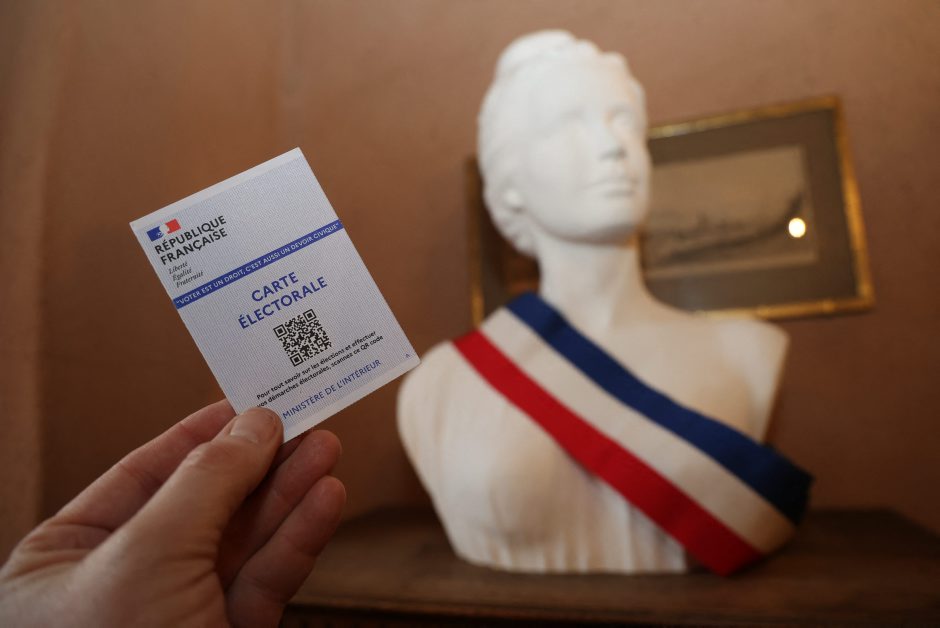 RÉPUBLIQUE
FRANÇAISE
Liberté
Égalité
Fraternité
"VOTER EST UN DROIT, C'EST AUSSI UN DEVOIR CIVIQUE"
CARTE
ÉLECTORALE
Pour tout savoir sur les élections et effectuer
vos démarches électorales, scannez ce QR code
MINISTÈRE DE L'INTÉRIEUR